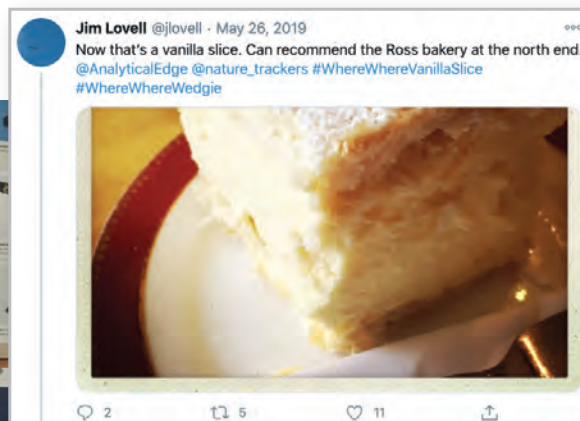 Jim Lovell @jlovell · May 26, 2019
Now that's a vanilla slice. Can recommend the Ross bakery at the north end.
@AnalyticalEdge @nature_trackers #WhereWhereVanillaSlice
#WhereWhereWedgie
2 5 11